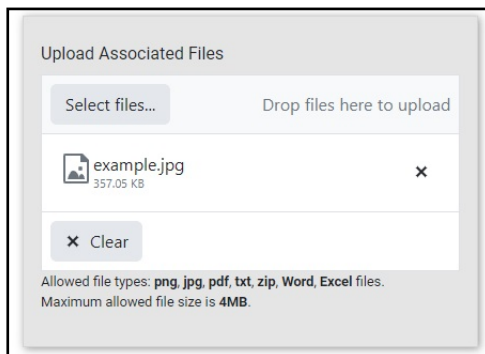 Upload Associated Files
Select files... Drop files here to upload
example.jpg
357.05 KB
Clear
Allowed file types: png, jpg, pdf, txt, zip, Word, Excel files.
Maximum allowed file size is 4MB.